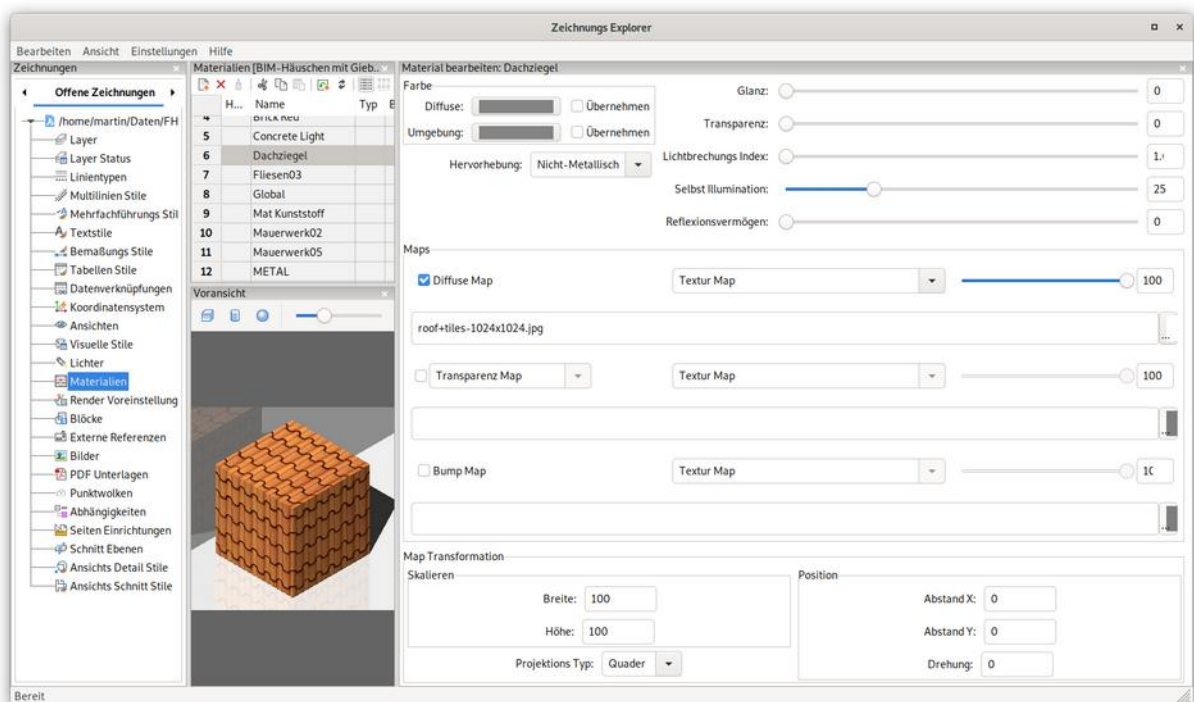 Zeichnungs Explorer
Bearbeiten Ansicht Einstellungen Hilfe
Zeichnungen
Offene Zeichnungen
/home/martin/Daten/FH
Layer
Layer Status
Linientypen
Multilinien Stile
Mehrfachführungs Stil
Textstile
Bemaßungs Stile
Tabellen Stile
Datenverknüpfungen
Koordinatensystem
Ansichten
Visuelle Stile
Lichter
Materialien
Render Voreinstellung
Blöcke
Externe Referenzen
Bilder
PDF Unterlagen
Punktwolken
Abhängigkeiten
Seiten Einrichtungen
Schnitt Ebenen
Ansichts Detail Stile
Ansichts Schnitt Stile
Materialien [BIM-Häuschen mit Gieb..
H... Name Typ B
4 Brick Red
5 Concrete Light
6 Dachziegel
7 Fliesen03
8 Global
9 Mat Kunststoff
10 Mauerwerk02
11 Mauerwerk05
12 METAL
Voransicht
Material bearbeiten: Dachziegel
Farbe
Diffuse: Übernehmen
Umgebung: Übernehmen
Hervorhebung: Nicht-Metallisch
Glanz: 0
Transparenz: 0
Lichtbrechungs Index: 1.
Selbst Illumination: 25
Reflexionsvermögen: 0
Maps
Diffuse Map Textur Map 100
roof+tiles-1024x1024.jpg ...
Transparenz Map Textur Map 100
...
Bump Map Textur Map
...
Map Transformation
Skalieren
Breite: 100
Höhe: 100
Projektions Typ: Quader
Position
Abstand X: 0
Abstand Y: 0
Drehung: 0
Bereit